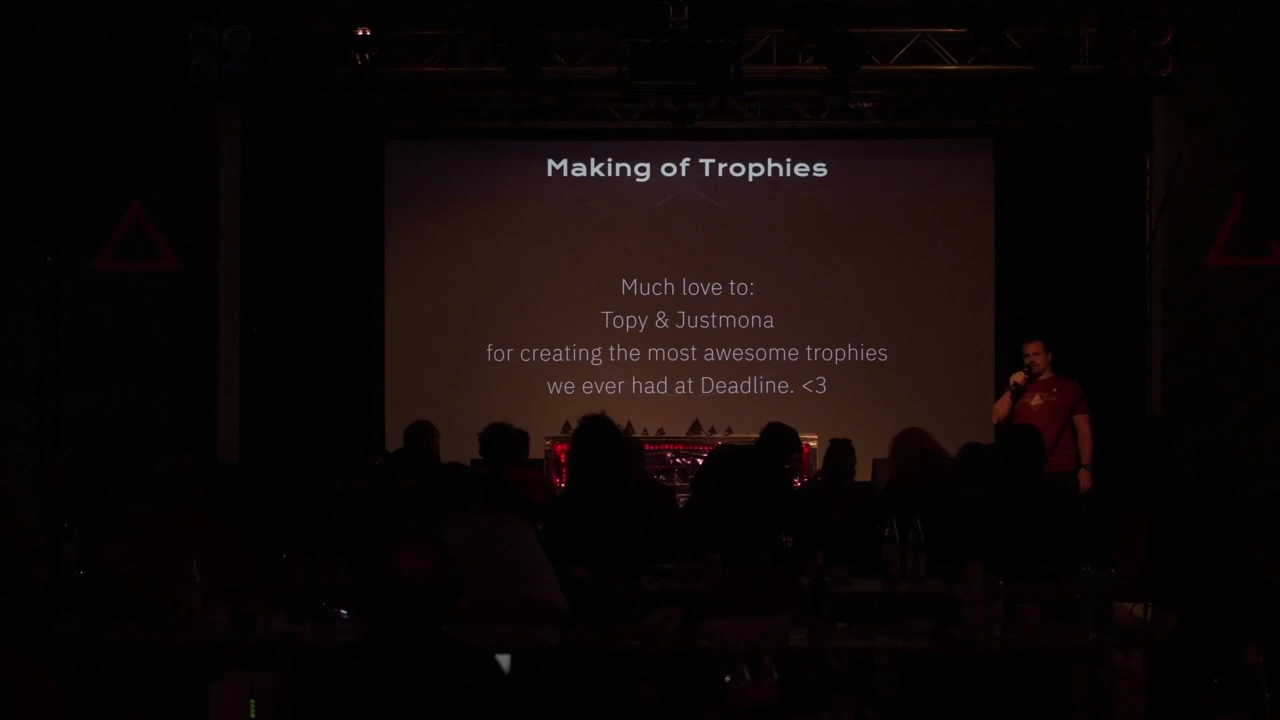 Making of Trophies
Much love to:
Topy & Justmona
for creating the most awesome trophies
we ever had at Deadline. <3